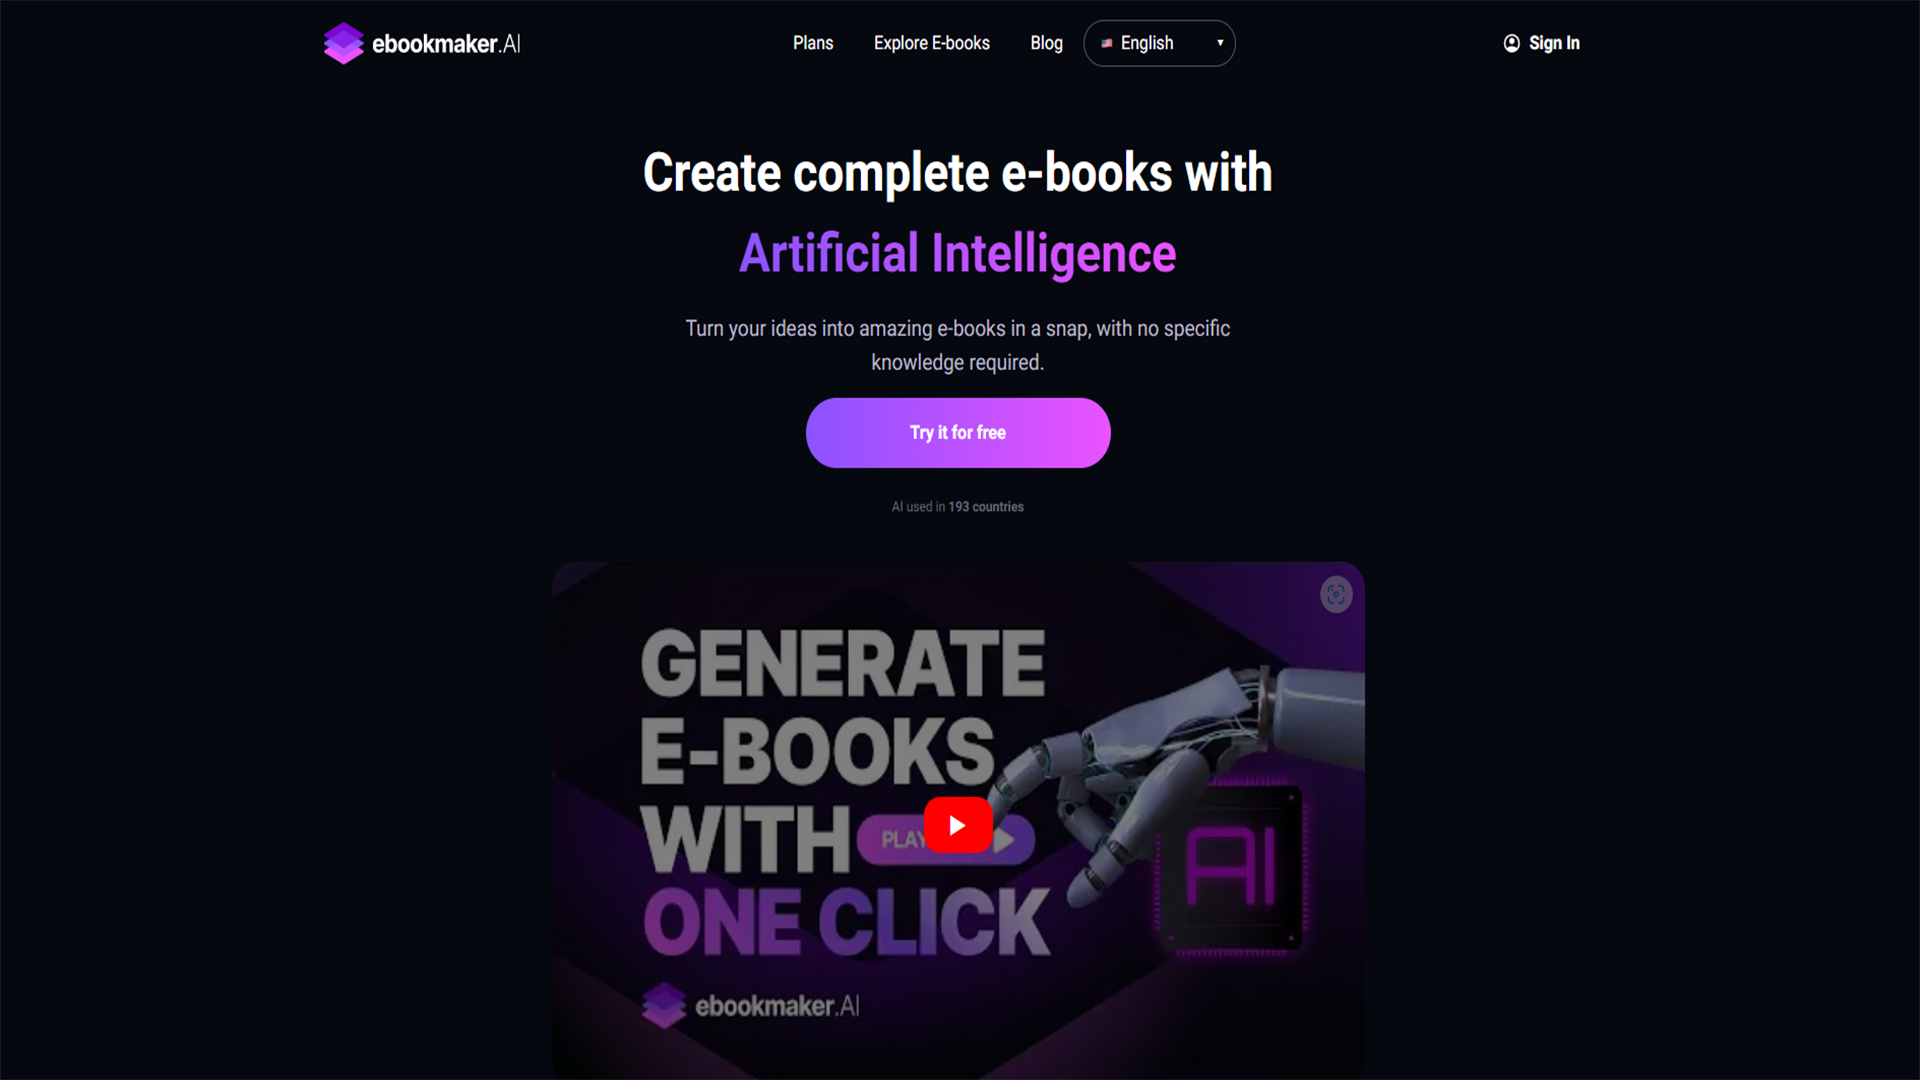 ebookmaker.AI
Plans
Explore E-books
Blog
English
Sign In
Create complete e-books with
Artificial Intelligence
Turn your ideas into amazing e-books in a snap, with no specific
knowledge required.
Try it for free
AI used in 193 countries
GENERATE
E-BOOKS
WITH
PLAY
ONE CLICK
AI
ebookmaker.AI